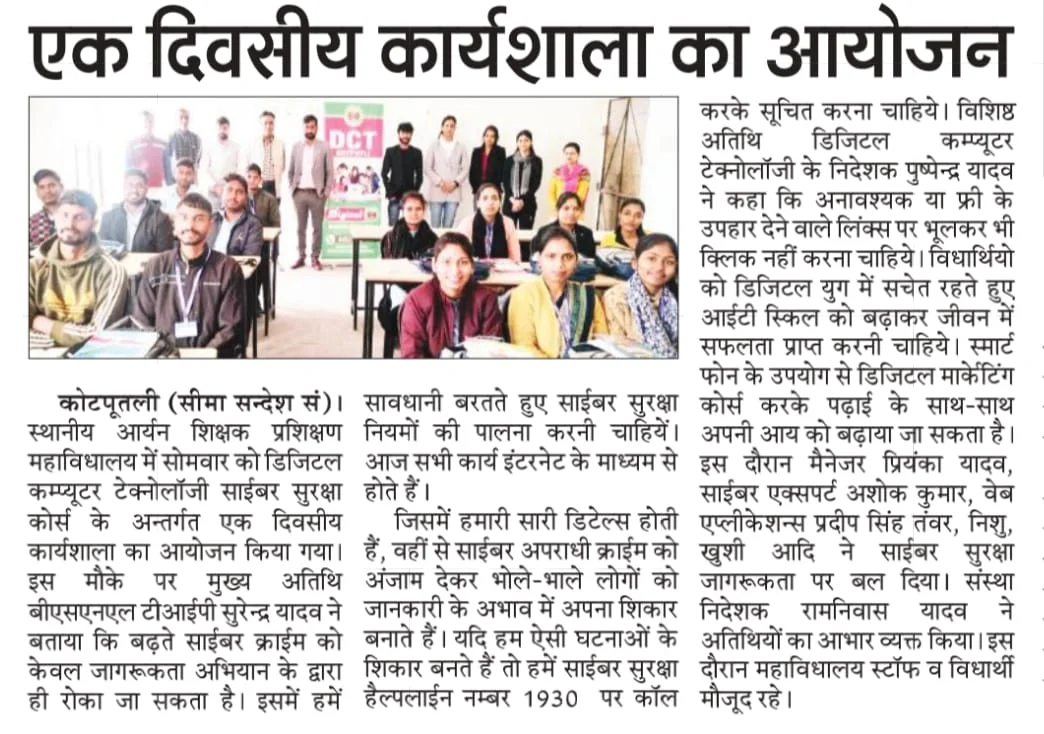 एक दिवसीय कार्यशाला का आयोजन
DCT
Digital
कोटपूतली (सीमा सन्देश सं)।
स्थानीय आर्यन शिक्षक प्रशिक्षण
महाविधालय में सोमवार को डिजिटल
कम्प्यूटर टेक्नोलॉजी साईबर सुरक्षा
कोर्स के अन्तर्गत एक दिवसीय
कार्यशाला का आयोजन किया गया।
इस मौके पर मुख्य अतिथि
बीएसएनएल टीआईपी सुरेन्द्र यादव ने
बताया कि बढ़ते साईबर क्राईम को
केवल जागरूकता अभियान के द्वारा
ही रोका जा सकता है। इसमें हमें
सावधानी बरतते हुए साईबर सुरक्षा
नियमों की पालना करनी चाहियें।
आज सभी कार्य इंटरनेट के माध्यम से
होते हैं।
जिसमें हमारी सारी डिटेल्स होती
हैं, वहीं से साईबर अपराधी क्राईम को
अंजाम देकर भोले-भाले लोगों को
जानकारी के अभाव में अपना शिकार
बनाते हैं। यदि हम ऐसी घटनाओं के
शिकार बनते हैं तो हमें साईबर सुरक्षा
हैल्पलाईन नम्बर 1930 पर कॉल
करके सूचित करना चाहिये। विशिष्ठ
अतिथि डिजिटल कम्प्यूटर
टेक्नोलॉजी के निदेशक पुष्पेन्द्र यादव
ने कहा कि अनावश्यक या फ्री के
उपहार देने वाले लिंक्स पर भूलकर भी
क्लिक नहीं करना चाहिये। विधार्थियो
को डिजिटल युग में सचेत रहते हुए
आईटी स्किल को बढ़ाकर जीवन में
सफलता प्राप्त करनी चाहिये। स्मार्ट
फोन के उपयोग से डिजिटल मार्केटिंग
कोर्स करके पढ़ाई के साथ-साथ
अपनी आय को बढ़ाया जा सकता है।
इस दौरान मैनेजर प्रियंका यादव,
साईबर एक्सपर्ट अशोक कुमार, वेब
एप्लीकेशन्स प्रदीप सिंह तंवर, निशु,
खुशी आदि ने साईबर सुरक्षा
जागरूकता पर बल दिया। संस्था
निदेशक रामनिवास यादव ने
अतिथियों का आभार व्यक्त किया। इस
दौरान महाविधालय स्टॉफ व विधार्थी
मौजूद रहे।